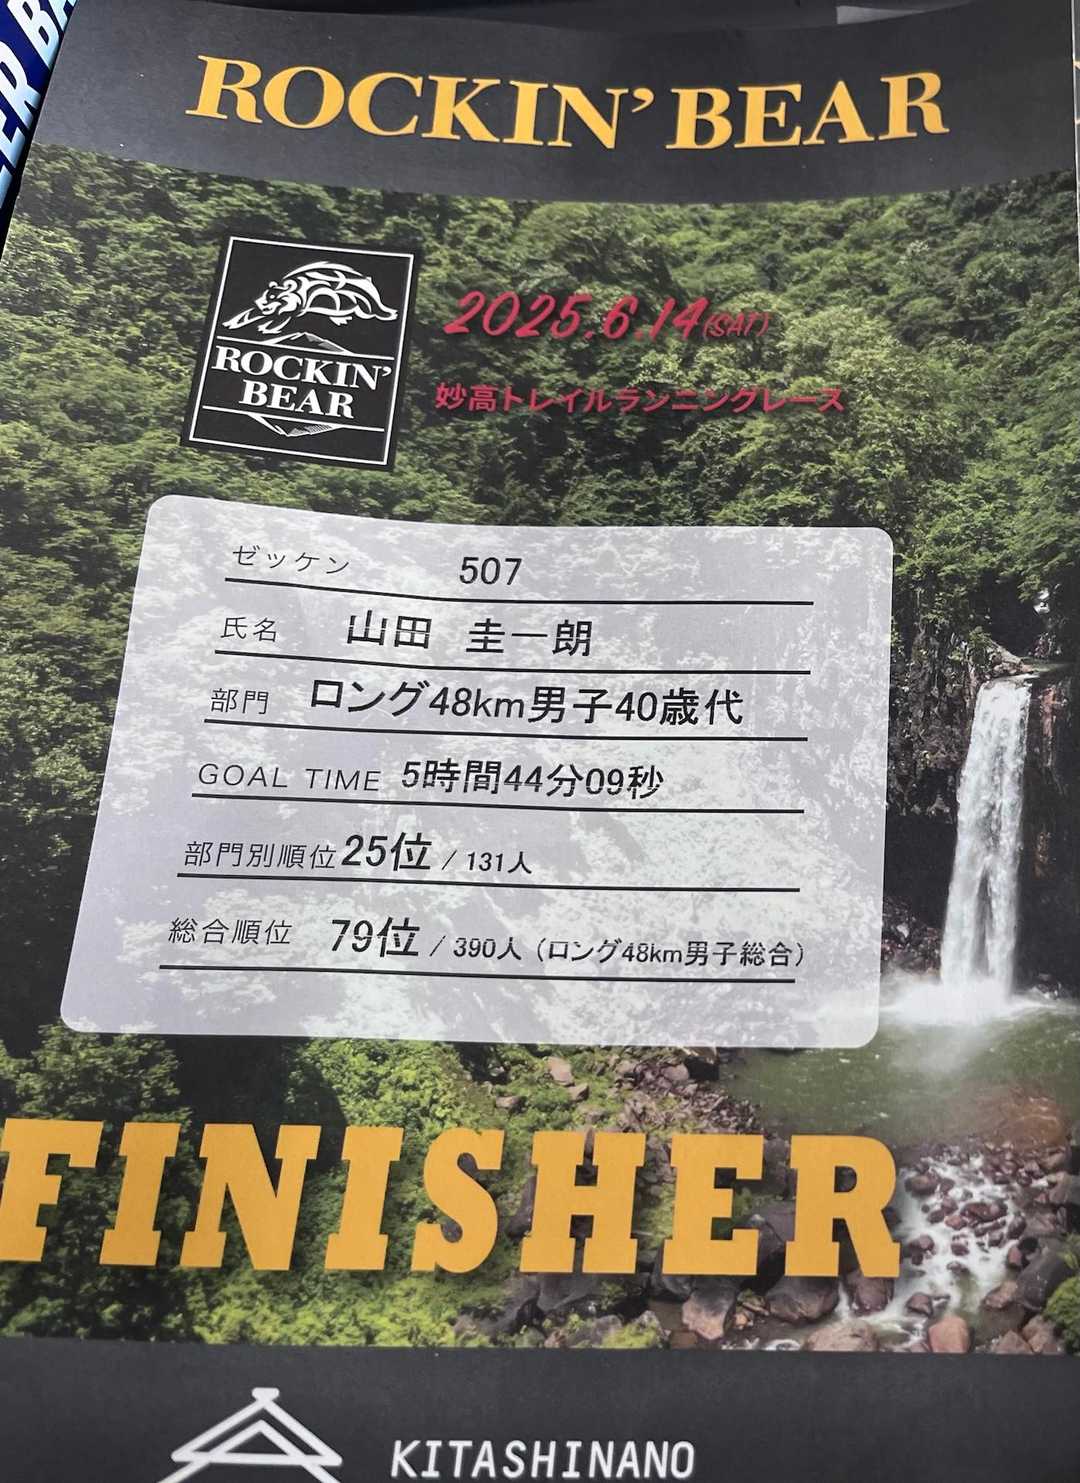 ER BA
ROCKIN' BEAR
ROCKIN'
BEAR
2025.6.14(SAT)
妙高トレイルランニングレース
ゼッケン 507
氏名 山田 圭一朗
部門 ロング48km男子40歳代
GOAL TIME 5時間44分09秒
部門別順位 25位 / 131人
総合順位 79位 / 390人 (ロング48km男子総合)
FINISHER
KITASHINANO